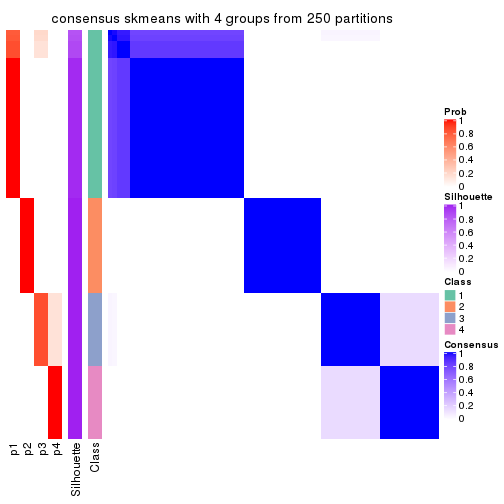 consensus skmeans with 4 groups from 250 partitions
Prob
1
0.8
0.6
0.4
0.2
0
Silhouette
1
0.8
0.6
0.4
0.2
0
Class
1
2
3
4
Consensus
1
0.8
0.6
0.4
0.2
0
p1
p2
p3
p4
Silhouette
Class